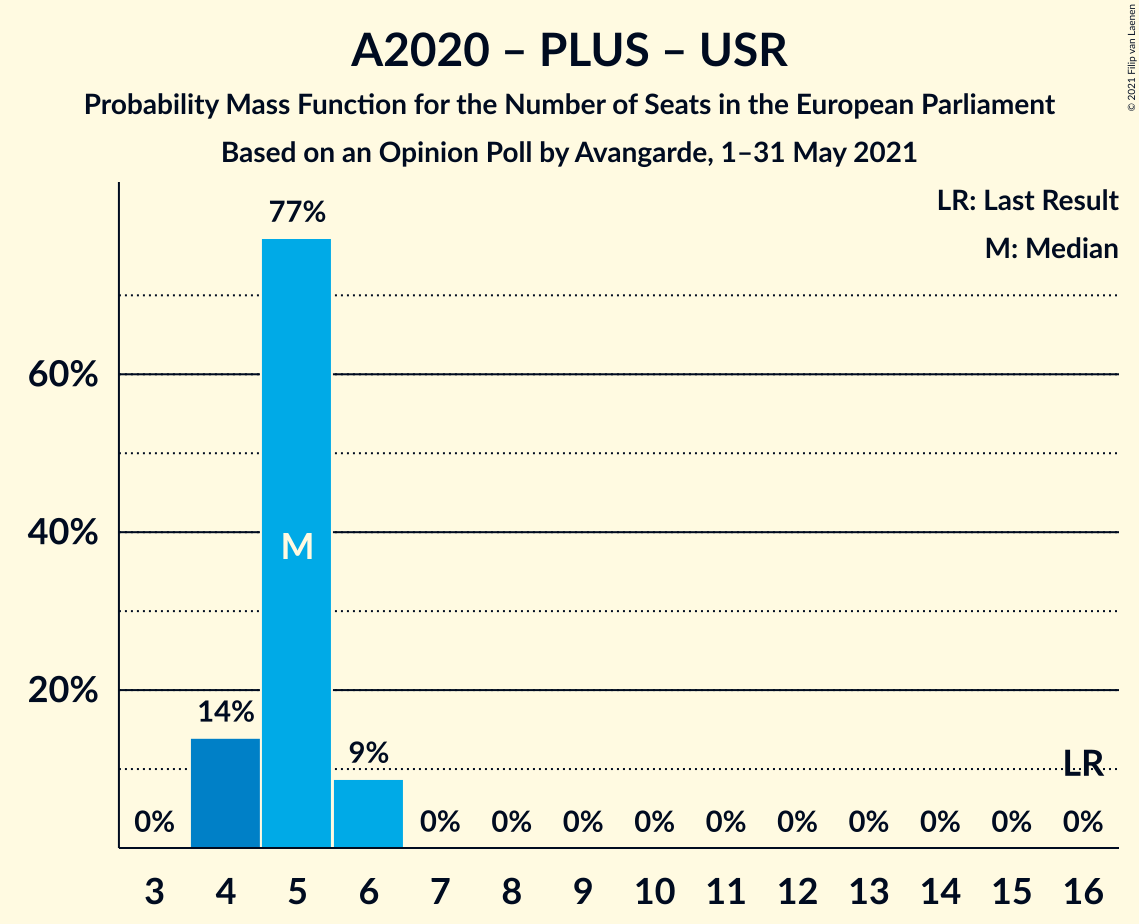 A2020 – PLUS – USR
Probability Mass Function for the Number of Seats in the European Parliament
Based on an Opinion Poll by Avangarde, 1–31 May 2021
© 2021 Filip van Laenen
LR: Last Result
M: Median
77%
60%
40%
M
20%
14%
9%
LR
0% 0% 0% 0% 0% 0% 0% 0% 0% 0% 0%
3 4 5 6 7 8 9 10 11 12 13 14 15 16